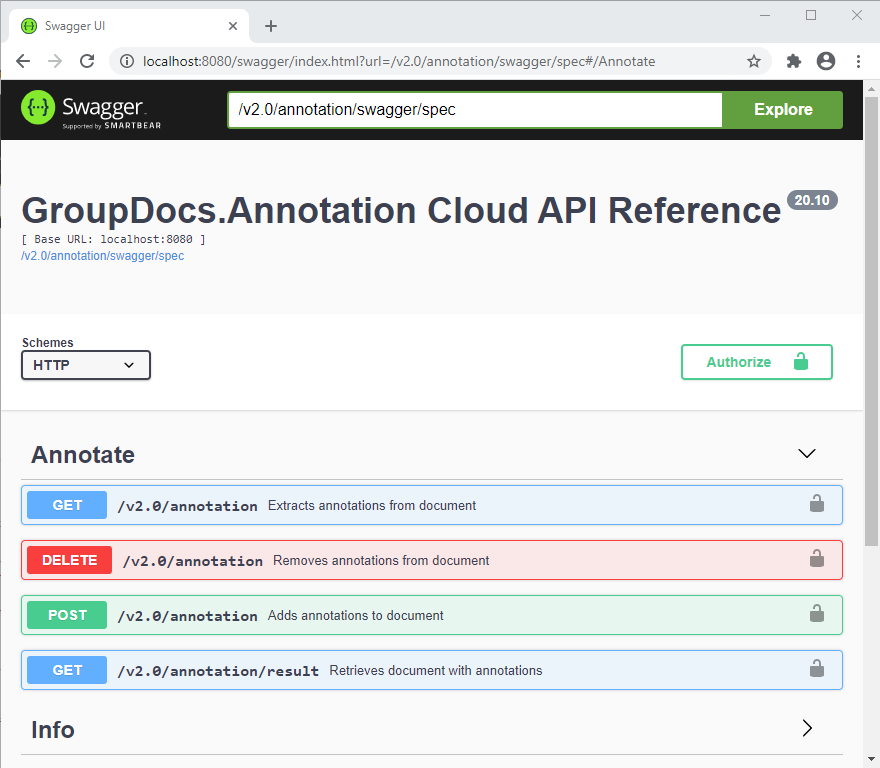 Swagger UI
localhost:8080/swagger/index.html?url=/v2.0/annotation/swagger/spec#/Annotate
Swagger
Supported by SMARTBEAR
/v2.0/annotation/swagger/spec
Explore
GroupDocs.Annotation Cloud API Reference 20.10
[ Base URL: localhost:8080 ]
/v2.0/annotation/swagger/spec
Schemes
HTTP
Authorize
Annotate
GET /v2.0/annotation Extracts annotations from document
DELETE /v2.0/annotation Removes annotations from document
POST /v2.0/annotation Adds annotations to document
GET /v2.0/annotation/result Retrieves document with annotations
Info